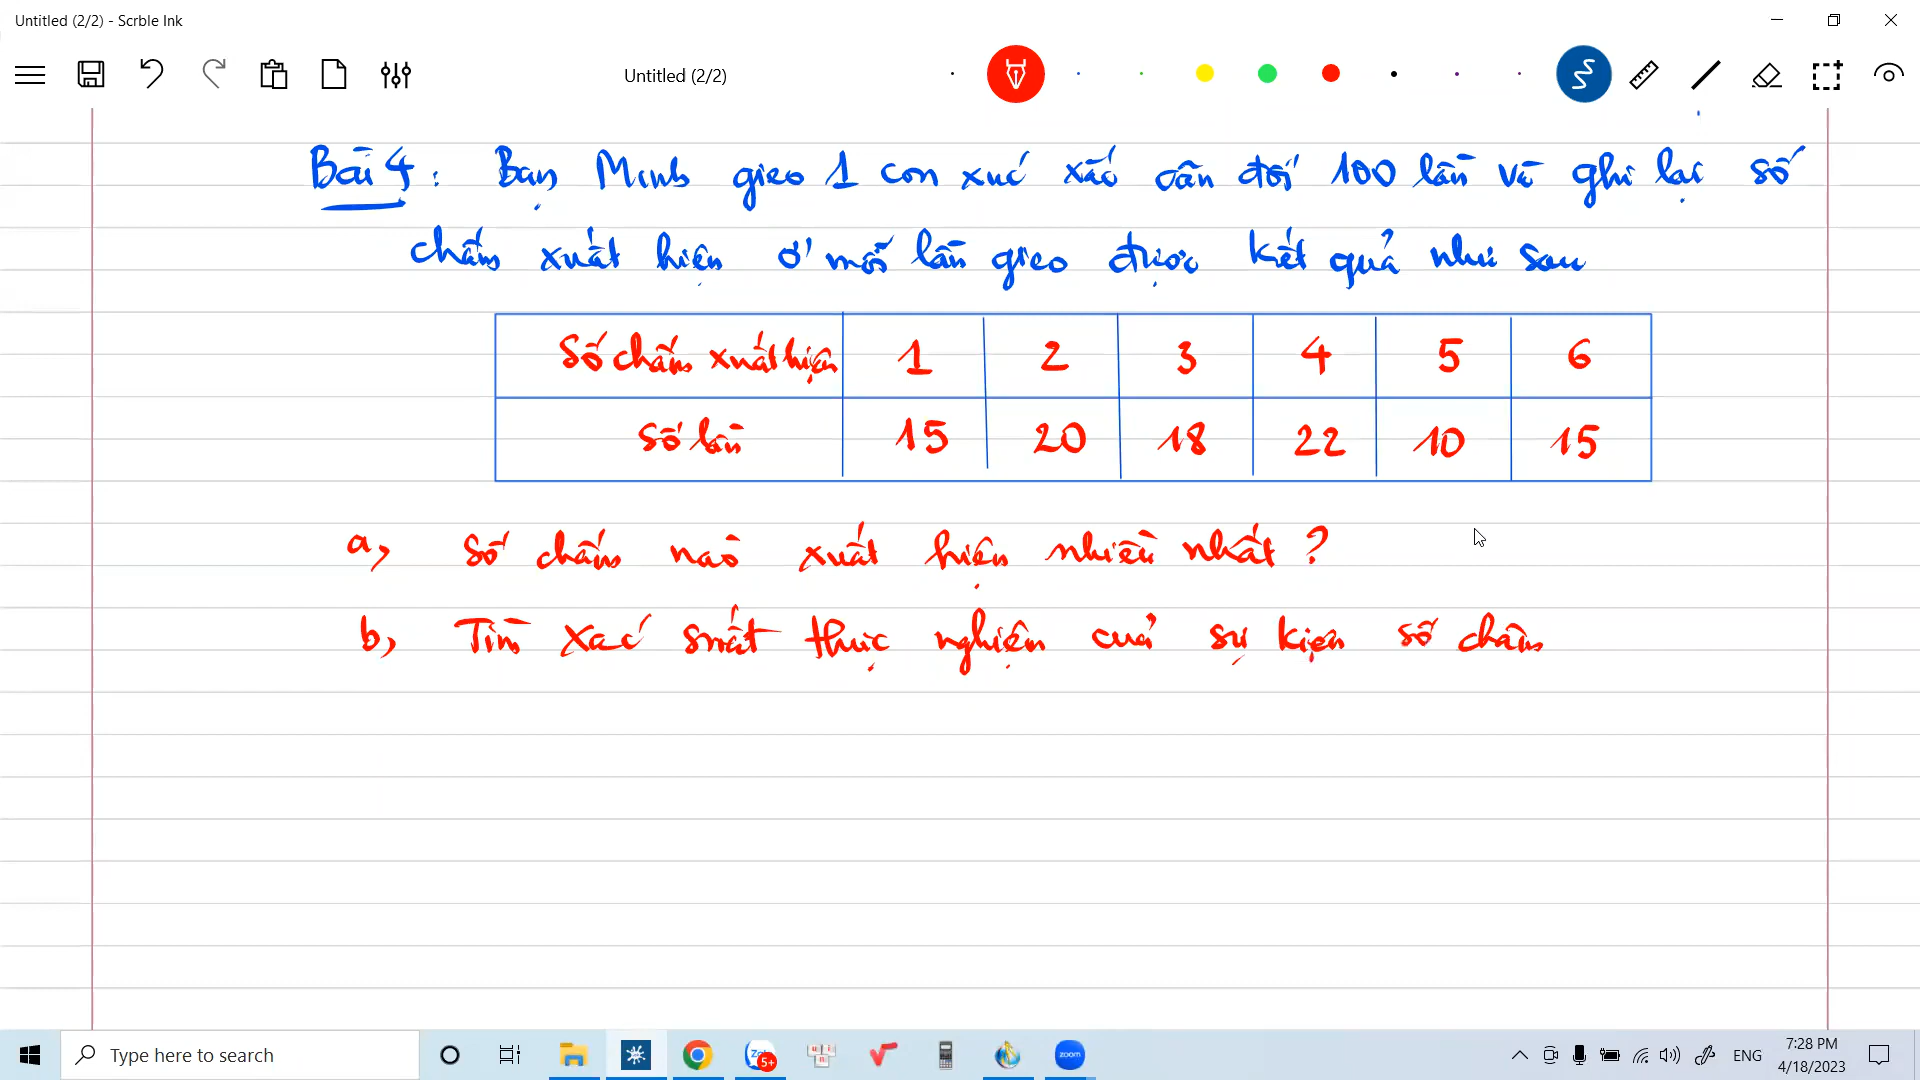 Untitled (2/2) - Scrble Ink
Untitled (2/2)
Bài 4: Bạn Minh gieo 1 con xúc xắc cân đối 100 lần và ghi lại số
chấm xuất hiện ở mỗi lần gieo được kết quả như sau
Số chấm xuất hiện 1 2 3 4 5 6
Số lần 15 20 18 22 10 15
a, Số chấm nào xuất hiện nhiều nhất ?
b, Tìm xác suất thực nghiệm của sự kiện số chấm
Type here to search
5+
zoom
ENG
7:28 PM
4/18/2023